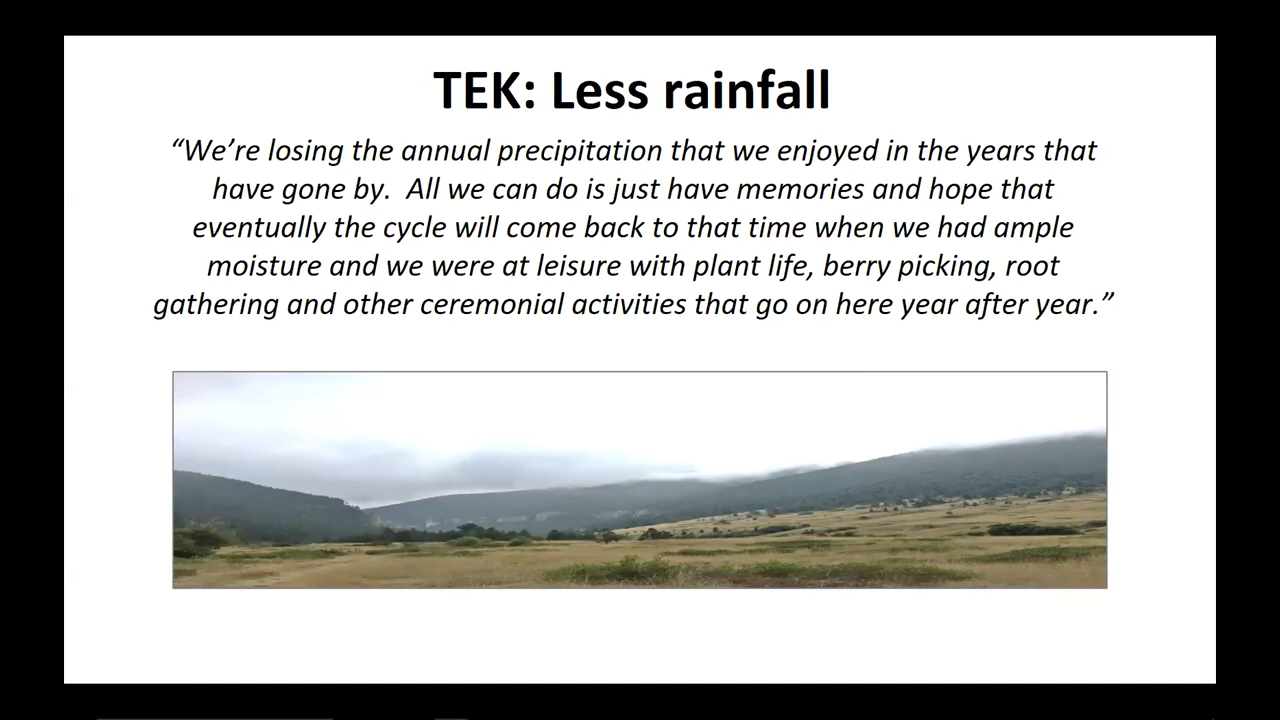 TEK: Less rainfall
“We’re losing the annual precipitation that we enjoyed in the years that
have gone by.  All we can do is just have memories and hope that
eventually the cycle will come back to that time when we had ample
moisture and we were at leisure with plant life, berry picking, root
gathering and other ceremonial activities that go on here year after year.”